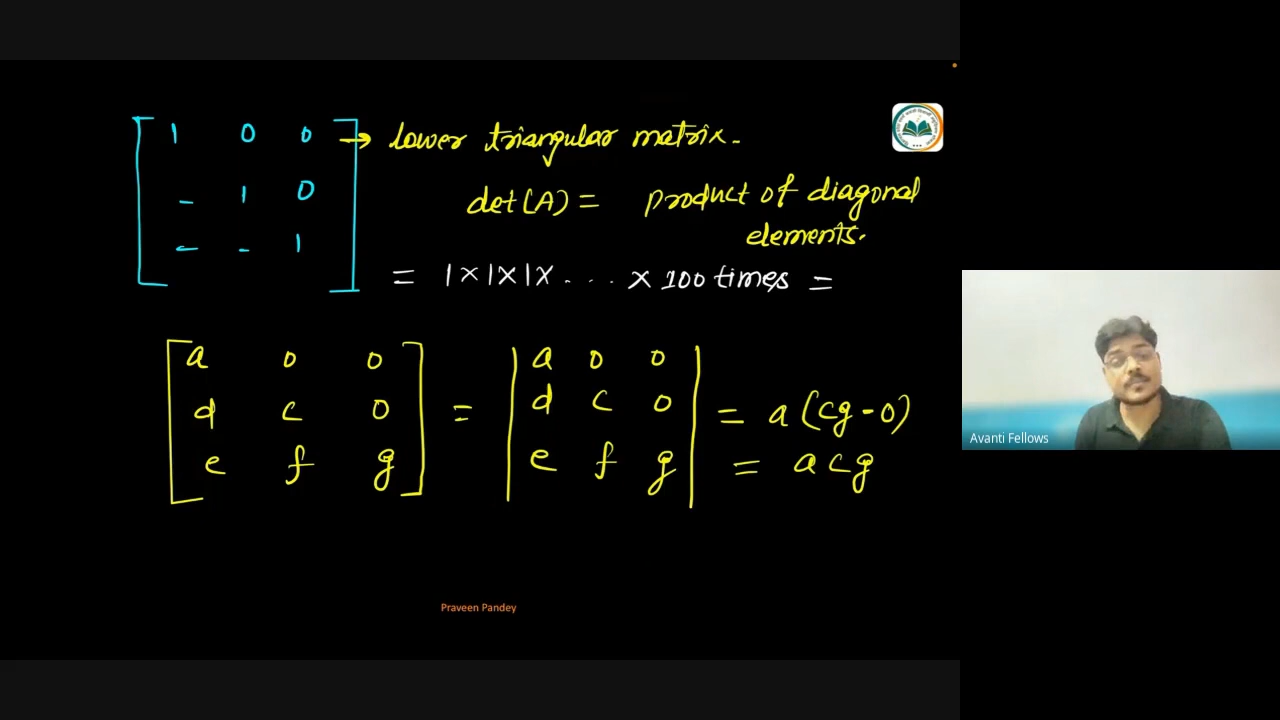 1 0 0 → Lower triangular matrix.
- 1 0
det(A) = product of diagonal
elements.
- - 1
= 1×1×1× . . . × 100 times =
[a 0 0] = |a 0 0|
[d c 0] |d c 0| = a(cg-0)
[e f g] |e f g| = acg
Avanti Fellows
Praveen Pandey